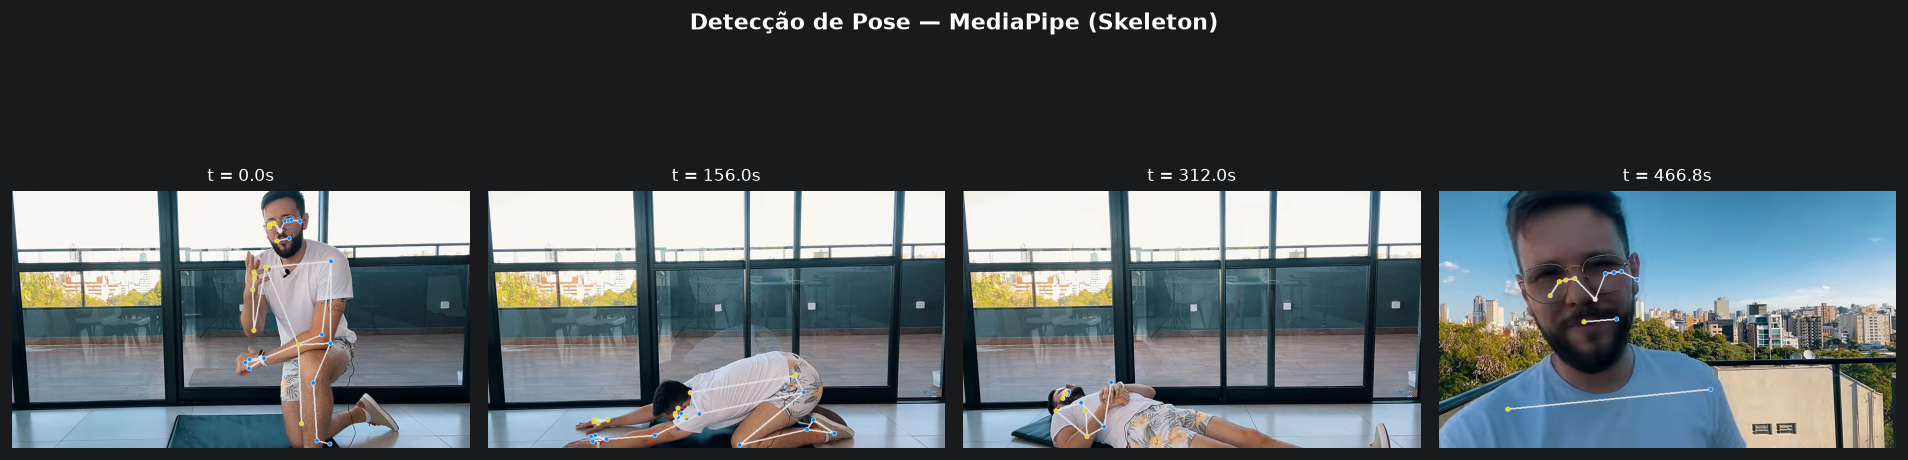 Detecção de Pose — MediaPipe (Skeleton)
t = 0.0s
t = 156.0s
t = 312.0s
t = 466.8s